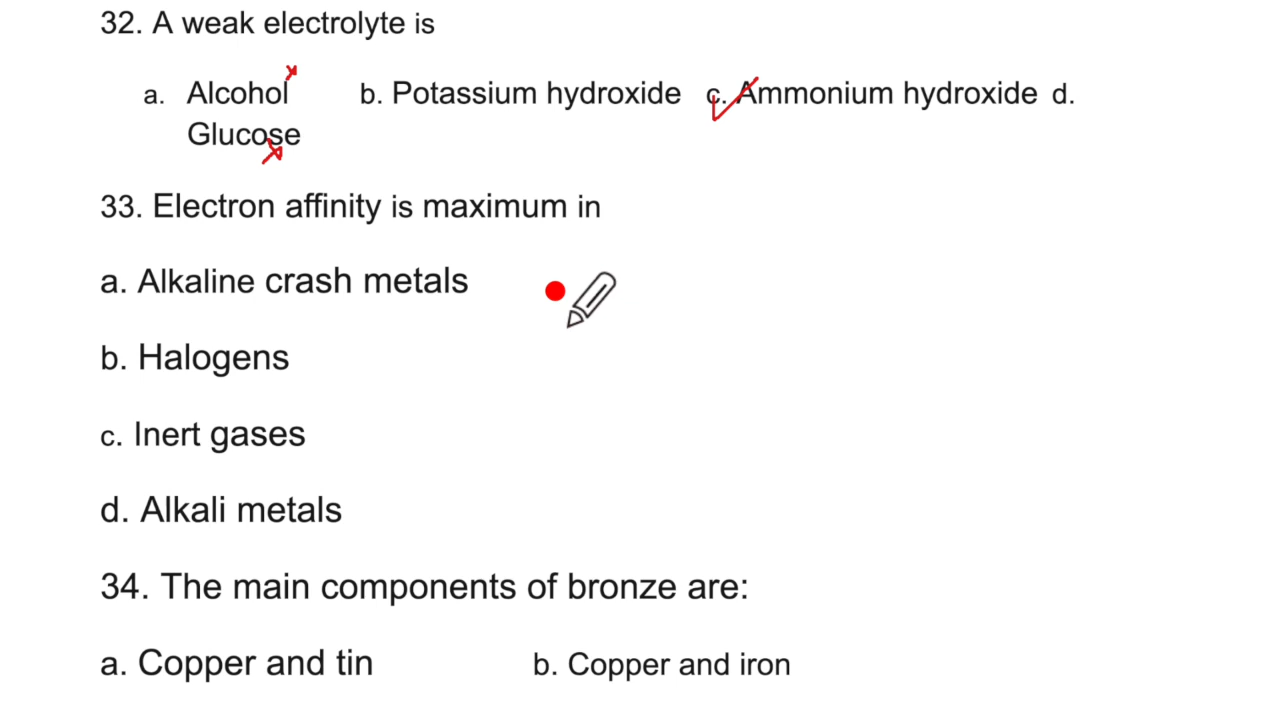 32. A weak electrolyte is
a. Alcohol b. Potassium hydroxide c. Ammonium hydroxide d.
Glucose
33. Electron affinity is maximum in
a. Alkaline crash metals
b. Halogens
c. Inert gases
d. Alkali metals
34. The main components of bronze are:
a. Copper and tin b. Copper and iron